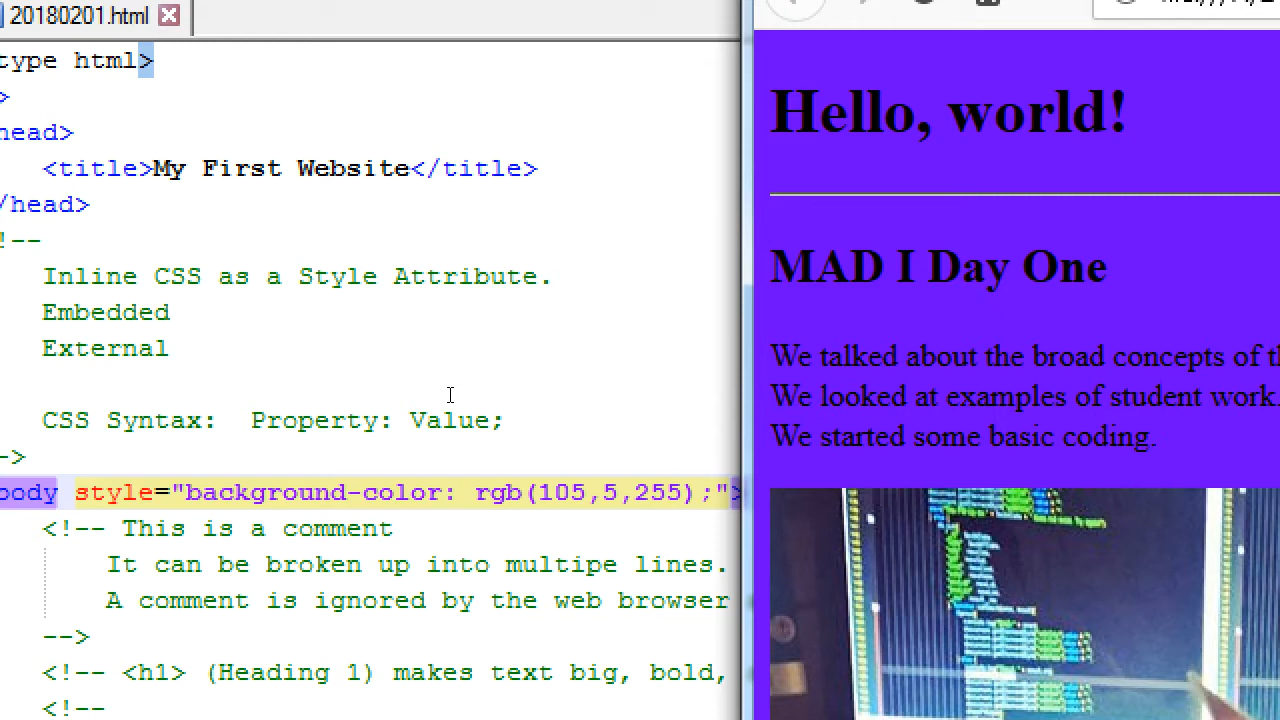 20180201.html
type html>
>
head>
<title>My First Website</title>
/head>
!--
Inline CSS as a Style Attribute.
Embedded
External
CSS Syntax:  Property: Value;
->
body style="background-color: rgb(105,5,255);">
<!-- This is a comment
It can be broken up into multipe lines.
A comment is ignored by the web browser
-->
<!-- <h1> (Heading 1) makes text big, bold,
<!--
Hello, world!
MAD I Day One
We talked about the broad concepts of th
We looked at examples of student work.
We started some basic coding.